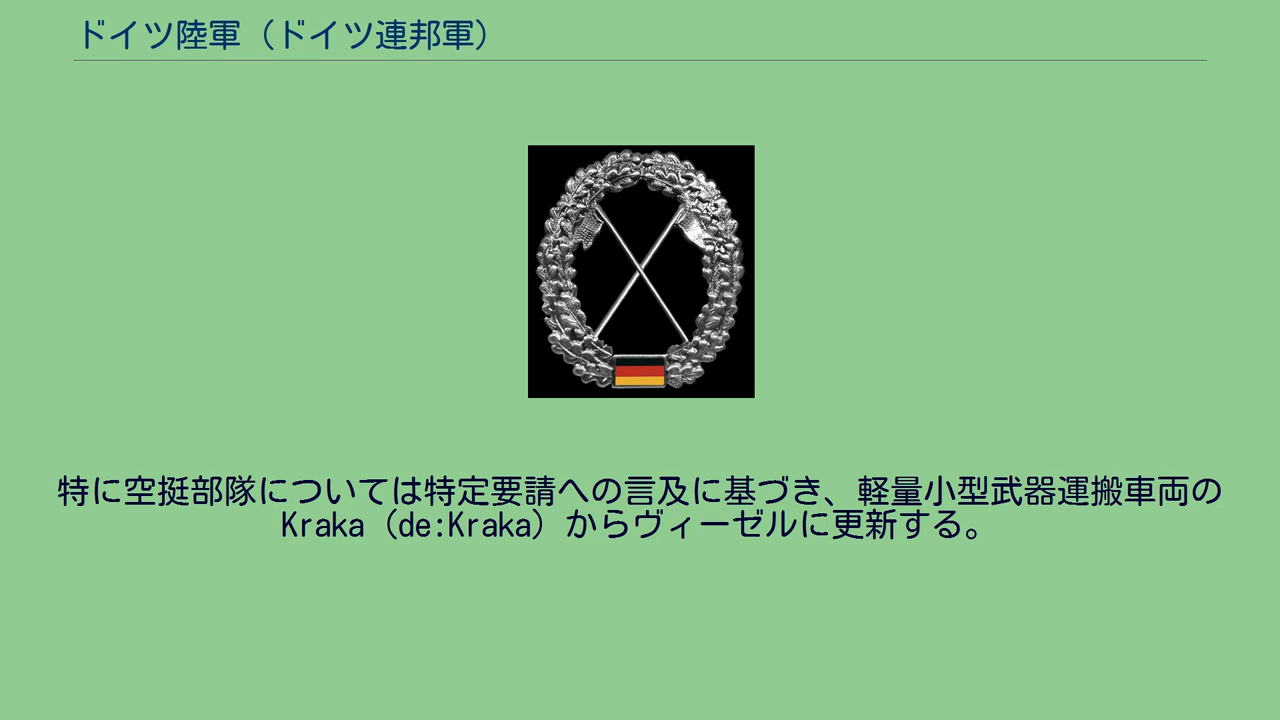 ドイツ陸軍（ドイツ連邦軍）
特に空挺部隊については特定要請への言及に基づき、軽量小型武器運搬車両の
Kraka（de:Kraka）からヴィーゼルに更新する。